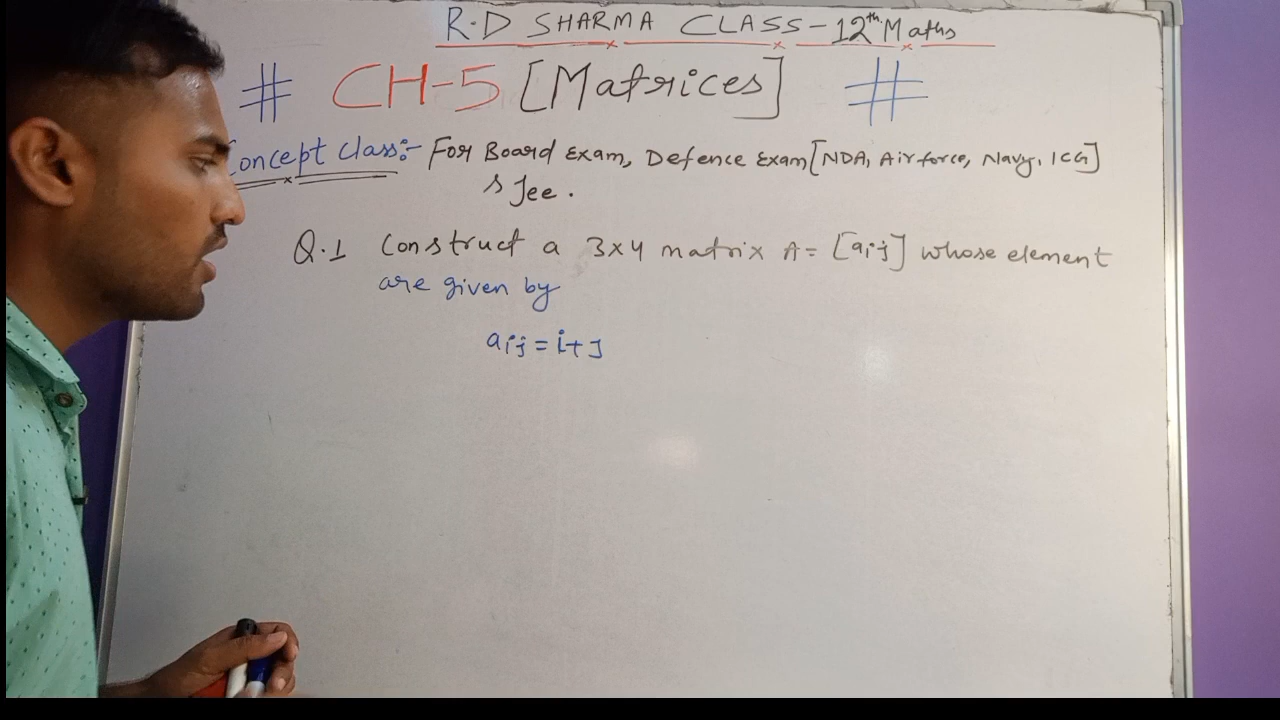 R.D SHARMA CLASS-12th Maths
# CH-5 [Matrices] #
Concept class:- For Board Exam, Defence Exam [NDA, Airforce, Navy, ICG]
& Jee.
Q.1 Construct a 3x4 matrix A= [aij] whose element
are given by
aij = i+J